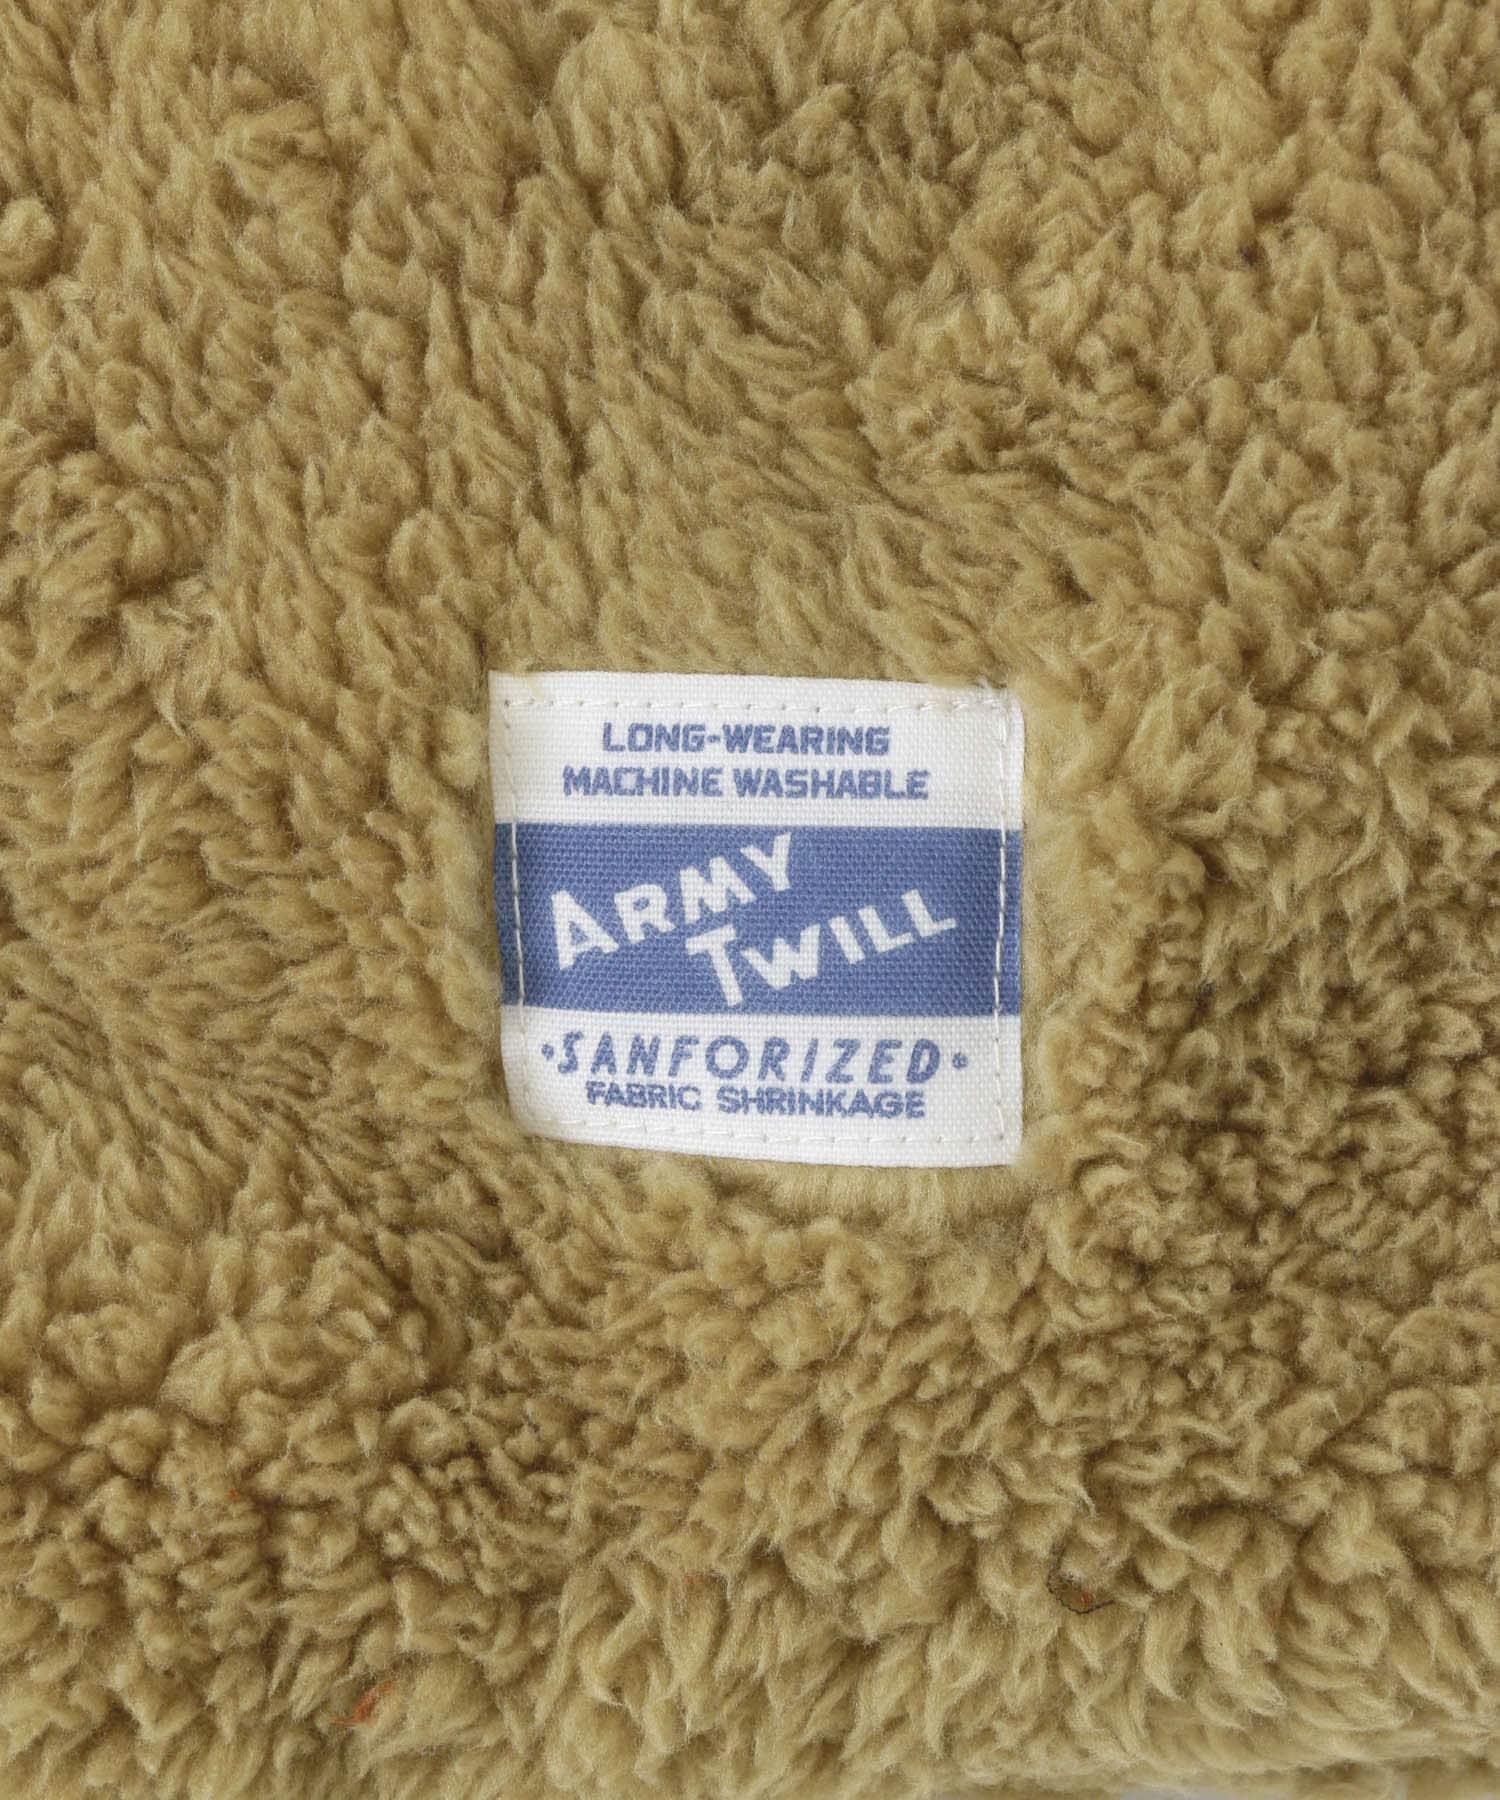 LONG-WEARING
MACHINE WASHABLE
ARMY
TWILL
•SANFORIZED•
FABRIC SHRINKAGE